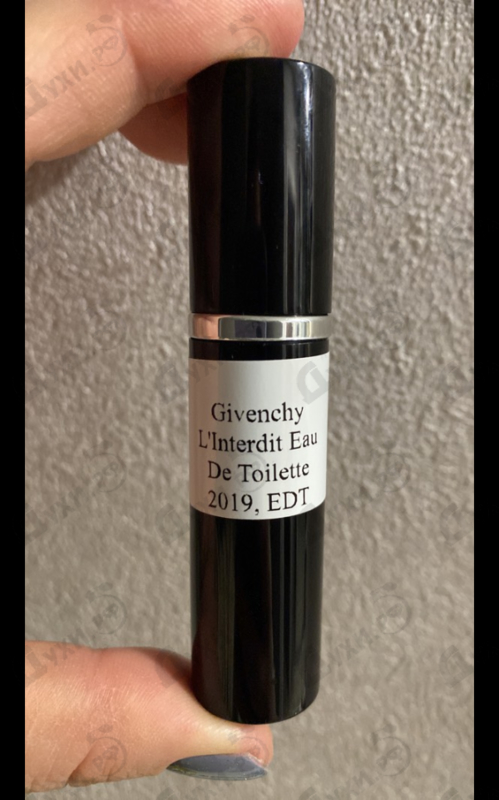 Givenchy
L'Interdit Eau
De Toilette
2019, EDT